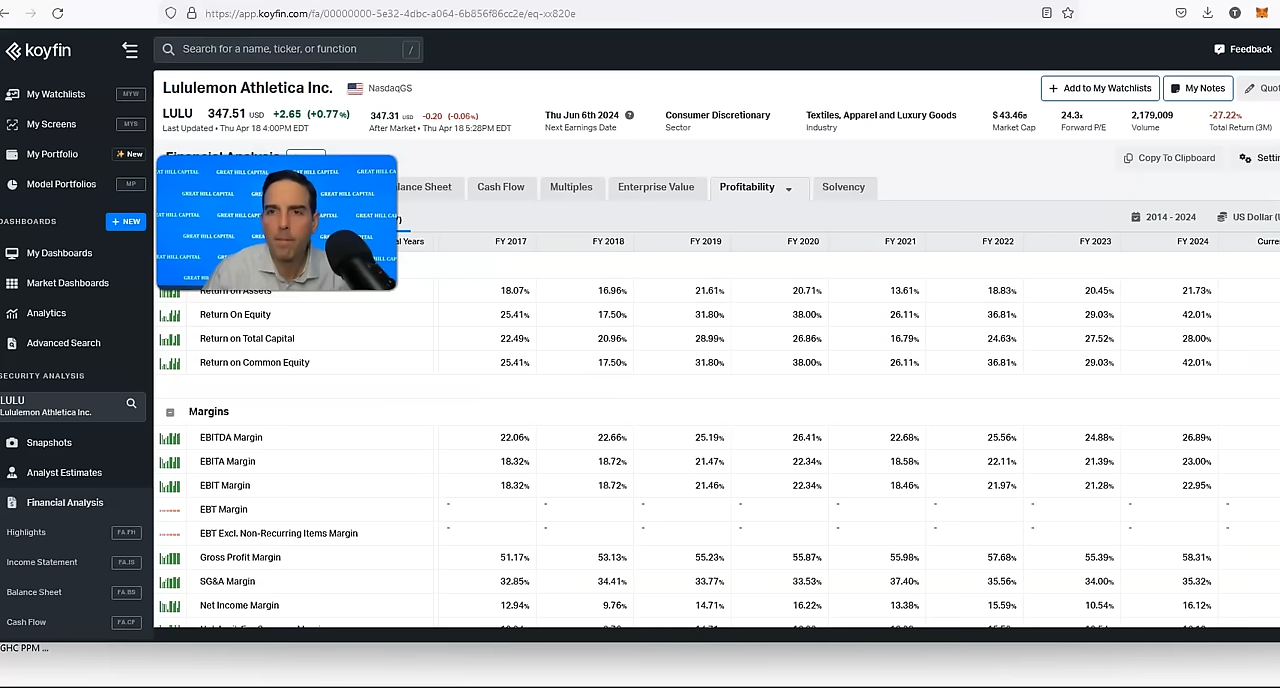 https://app.koyfin.com/fa/00000000-5e32-4dbc-a064-6b856f86cc2e/eq-xx820e
koyfin
Search for a name, ticker, or function /
Feedback
My Watchlists MYW
My Screens MYS
My Portfolio New
Model Portfolios MP
DASHBOARDS + NEW
My Dashboards
Market Dashboards
Analytics
Advanced Search
SECURITY ANALYSIS
LULU
Lululemon Athletica Inc.
Snapshots
Analyst Estimates
Financial Analysis
Highlights FA.FH
Income Statement FA.IS
Balance Sheet FA.BS
Cash Flow FA.CF
GHC PPM ...
Lululemon Athletica Inc. NasdaqGS
+ Add to My Watchlists My Notes Quot
LULU 347.51 USD +2.65 (+0.77%) 347.31 USD -0.20 (-0.06%) Thu Jun 6th 2024 Consumer Discretionary Textiles, Apparel and Luxury Goods $ 43.46B 24.3x 2,179,009 -27.22%
Last Updated • Thu Apr 18 4:00PM EDT After Market • Thu Apr 18 5:28PM EDT Next Earnings Date Sector Industry Market Cap Forward P/E Volume Total Return (3M)
Financial Analysis
Copy To Clipboard Settin
lance Sheet Cash Flow Multiples Enterprise Value Profitability Solvency
2014 - 2024 US Dollar (U
GREAT HILL CAPITAL
al Years FY 2017 FY 2018 FY 2019 FY 2020 FY 2021 FY 2022 FY 2023 FY 2024 Curre
Return on Assets 18.07% 16.96% 21.61% 20.71% 13.61% 18.83% 20.45% 21.73%
Return On Equity 25.41% 17.50% 31.80% 38.00% 26.11% 36.81% 29.03% 42.01%
Return on Total Capital 22.49% 20.96% 28.99% 26.86% 16.79% 24.63% 27.52% 28.00%
Return on Common Equity 25.41% 17.50% 31.80% 38.00% 26.11% 36.81% 29.03% 42.01%
Margins
EBITDA Margin 22.06% 22.66% 25.19% 26.41% 22.68% 25.56% 24.88% 26.89%
EBITA Margin 18.32% 18.72% 21.47% 22.34% 18.58% 22.11% 21.39% 23.00%
EBIT Margin 18.32% 18.72% 21.46% 22.34% 18.46% 21.97% 21.28% 22.95%
EBT Margin - - - - - - - - -
EBT Excl. Non-Recurring Items Margin - - - - - - - - -
Gross Profit Margin 51.17% 53.13% 55.23% 55.87% 55.98% 57.68% 55.39% 58.31%
SG&A Margin 32.85% 34.41% 33.77% 33.53% 37.40% 35.56% 34.00% 35.32%
Net Income Margin 12.94% 9.76% 14.71% 16.22% 13.38% 15.59% 10.54% 16.12%